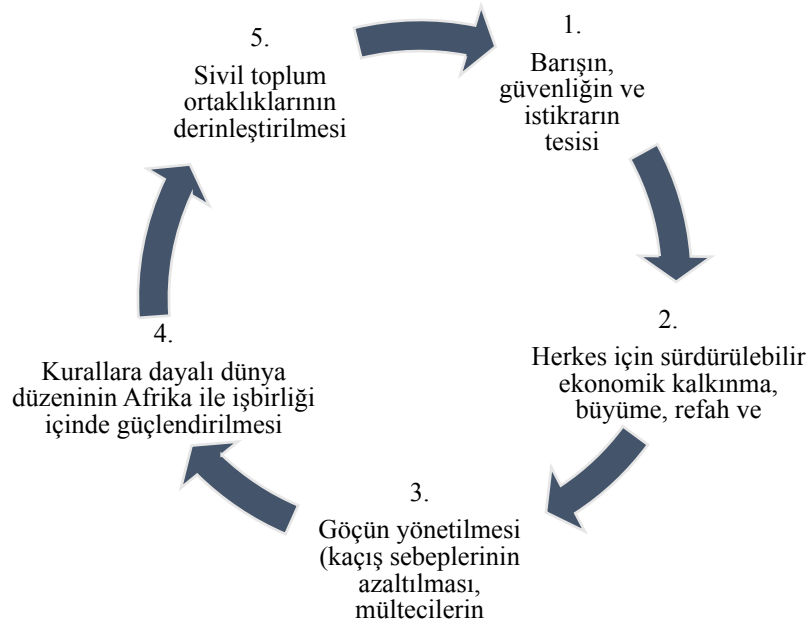 1.
Barışın,
güvenliğin ve
istikrarın
tesisi
2.
Herkes için sürdürülebilir
ekonomik kalkınma,
büyüme, refah ve
3.
Göçün yönetilmesi
(kaçış sebeplerinin
azaltılması,
mültecilerin
4.
Kurallara dayalı dünya
düzeninin Afrika ile işbirliği
içinde güçlendirilmesi
5.
Sivil toplum
ortaklıklarının
derinleştirilmesi